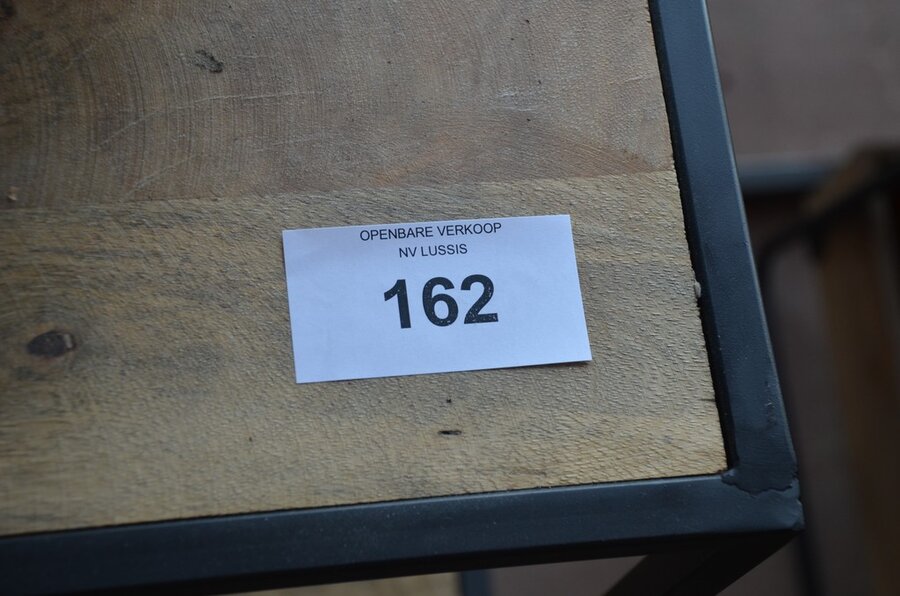 OPENBARE VERKOOP
NV LUSSIS
162